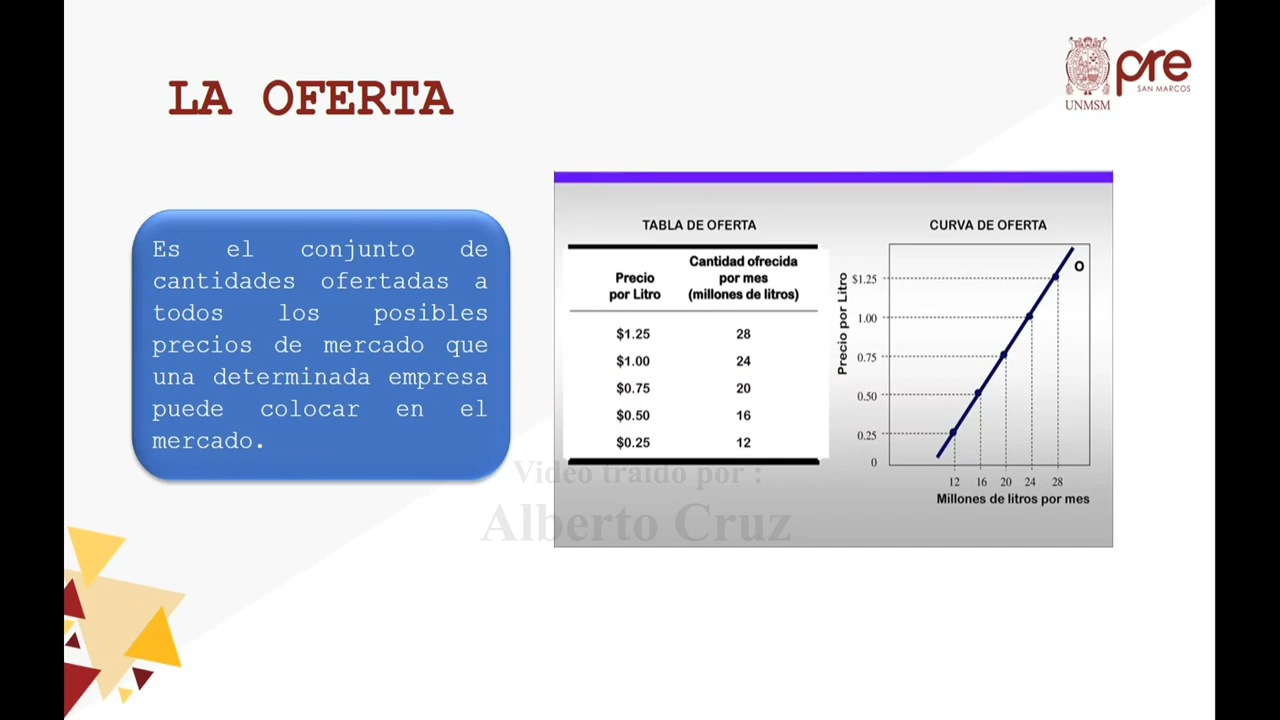 LA OFERTA
pre
SAN MARCOS
UNMSM
Es el conjunto de
cantidades ofertadas a
todos los posibles
precios de mercado que
una determinada empresa
puede colocar en el
mercado.
TABLA DE OFERTA
Precio por Litro
Cantidad ofrecida por mes (millones de litros)
$1.25 28
$1.00 24
$0.75 20
$0.50 16
$0.25 12
CURVA DE OFERTA
O
Precio por Litro
$1.25
1.00
0.75
0.50
0.25
0
12 16 20 24 28
Millones de litros por mes
Video traido por :
Alberto Cruz